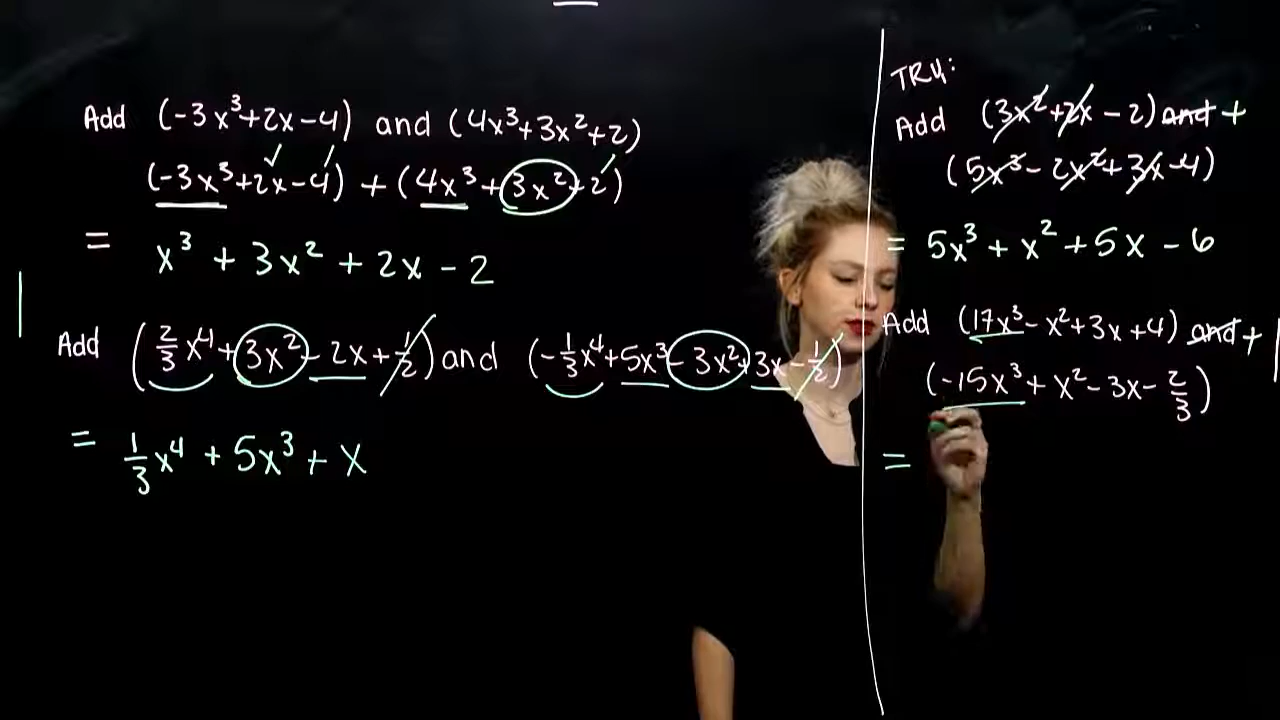 Add (-3x³+2x-4) and (4x³+3x²+2)
(-3x³+2x-4) + (4x³+3x²+2)
= x³ + 3x² + 2x - 2
Add (2/3x⁴+3x²-2x+1/2) and (-1/3x⁴+5x³-3x²+3x-1/2)
= 1/3x⁴ + 5x³ + x
TRY:
Add (3x²+2x-2) and +
(5x³-2x²+3x-4)
= 5x³ + x² + 5x - 6
Add (17x³-x²+3x+4) and +
(-15x³+x²-3x-2/3)
=